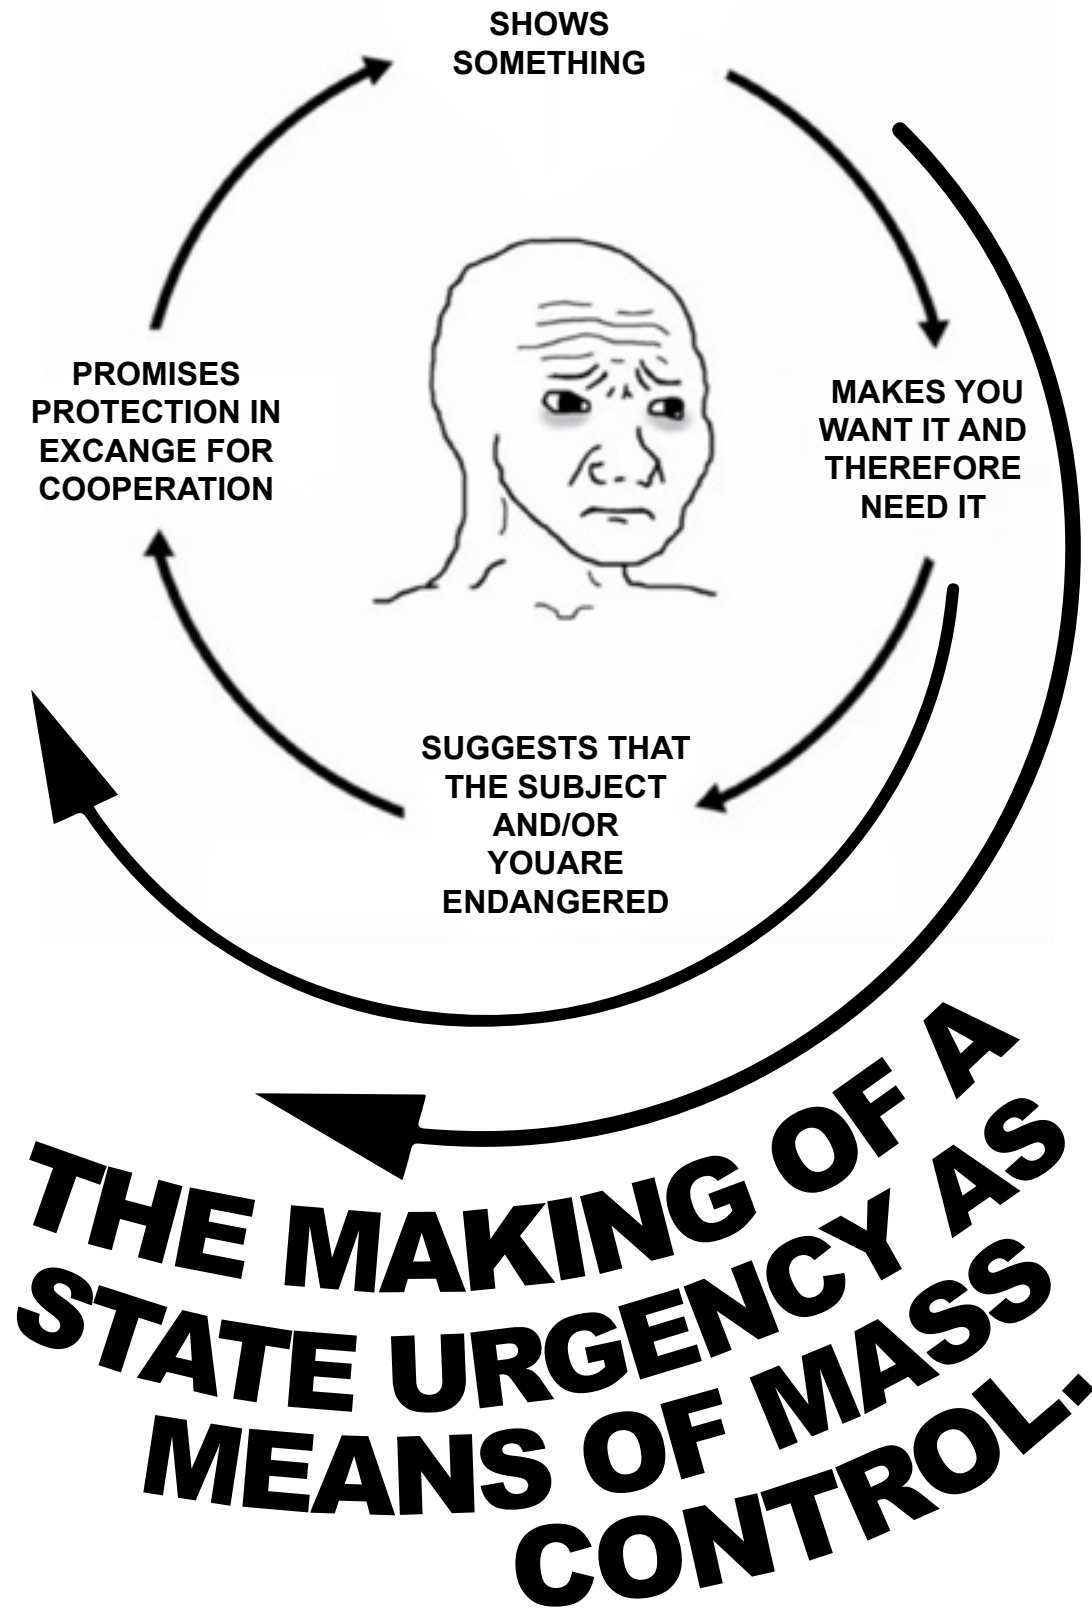 SHOWS
SOMETHING
MAKES YOU
WANT IT AND
THEREFORE
NEED IT
SUGGESTS THAT
THE SUBJECT
AND/OR
YOUARE
ENDANGERED
PROMISES
PROTECTION IN
EXCANGE FOR
COOPERATION
THE MAKING OF A
STATE URGENCY AS
MEANS OF MASS
CONTROL.